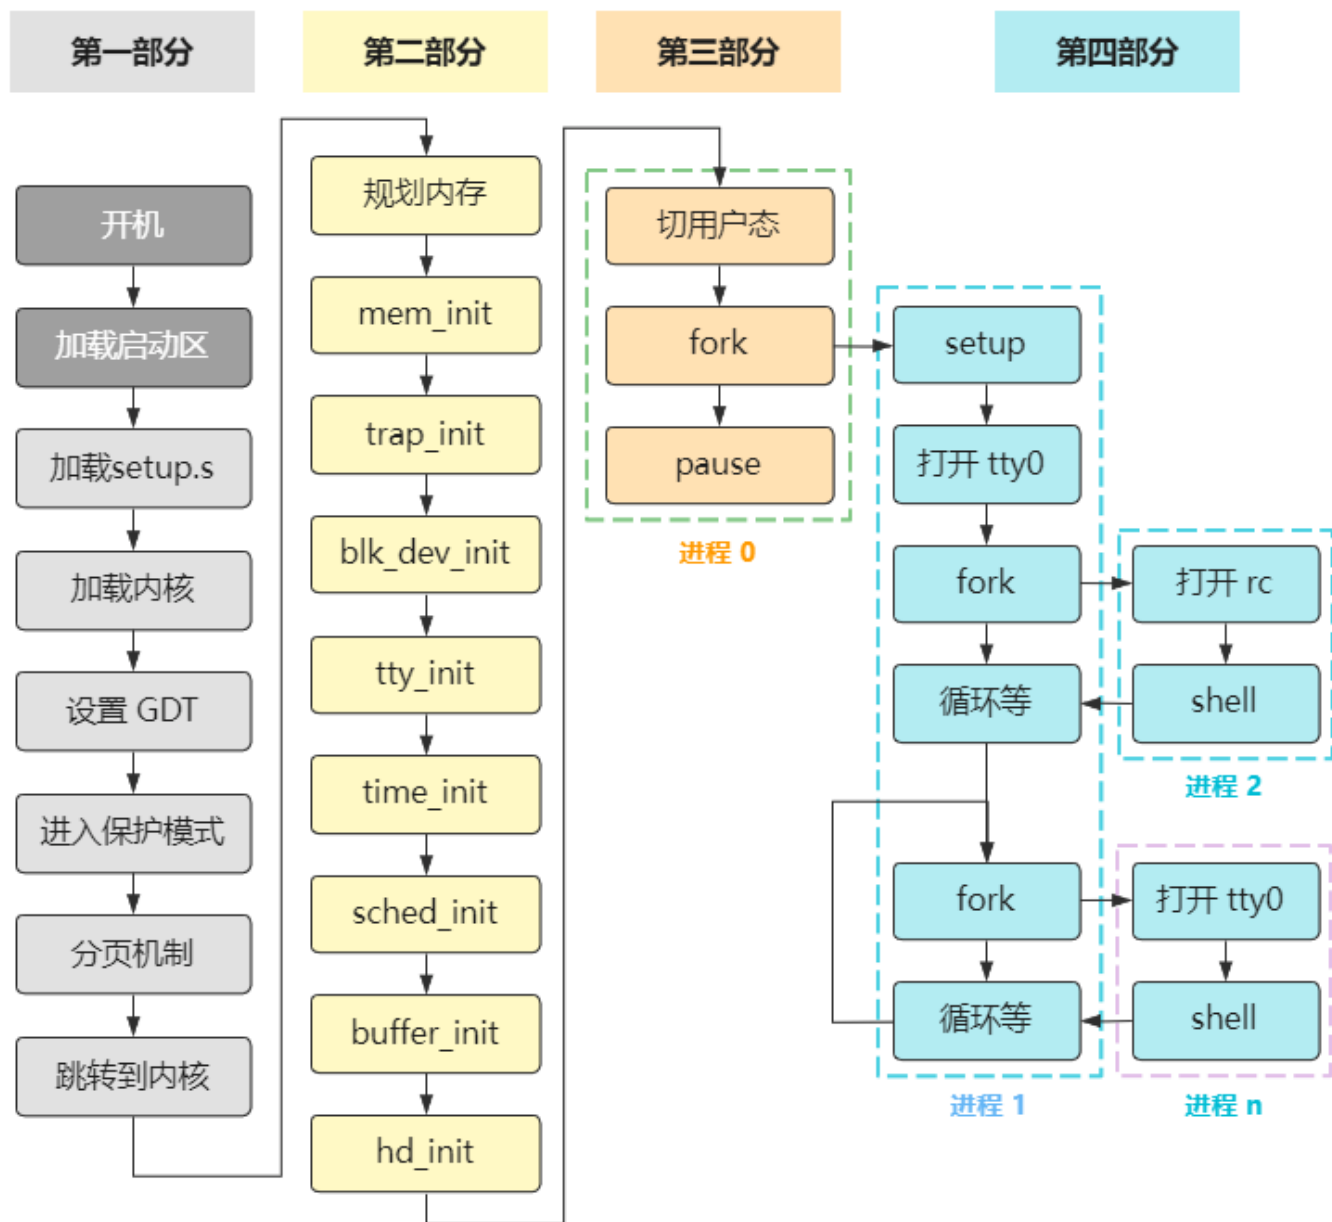 第一部分
第二部分
第三部分
第四部分
开机
加载启动区
加载setup.s
加载内核
设置 GDT
进入保护模式
分页机制
跳转到内核
规划内存
mem_init
trap_init
blk_dev_init
tty_init
time_init
sched_init
buffer_init
hd_init
切用户态
fork
pause
进程 0
setup
打开 tty0
fork
循环等
fork
循环等
进程 1
打开 rc
shell
进程 2
打开 tty0
shell
进程 n